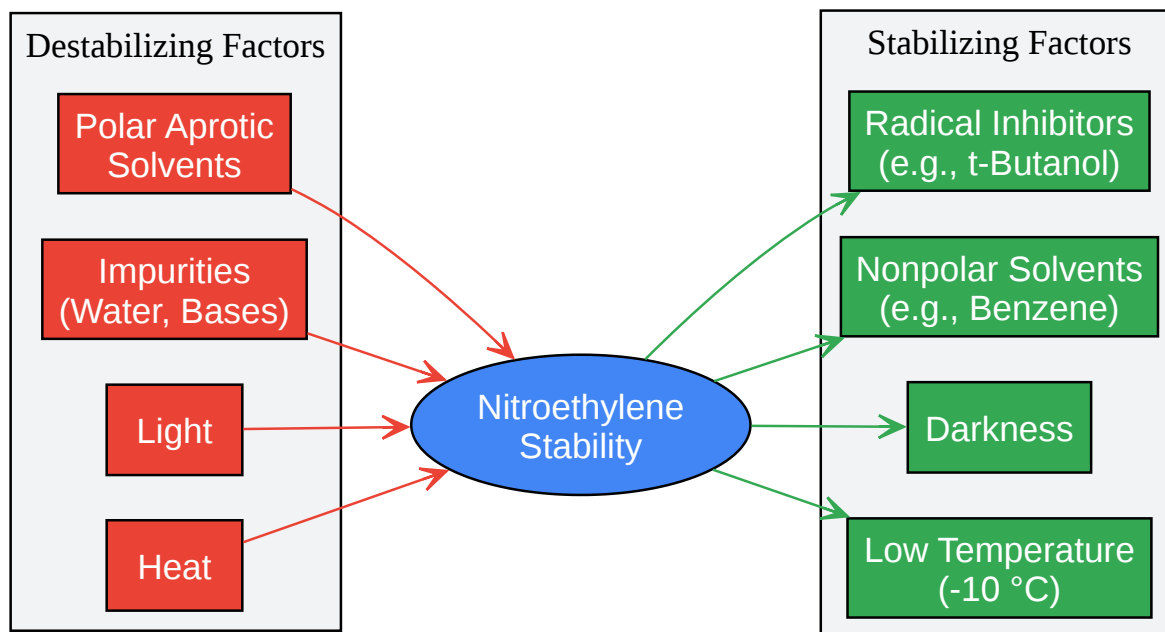 Destabilizing Factors
Polar Aprotic
Solvents
Impurities
(Water, Bases)
Light
Heat
Nitroethylene
Stability
Stabilizing Factors
Radical Inhibitors
(e.g., t-Butanol)
Nonpolar Solvents
(e.g., Benzene)
Darkness
Low Temperature
(-10 °C)